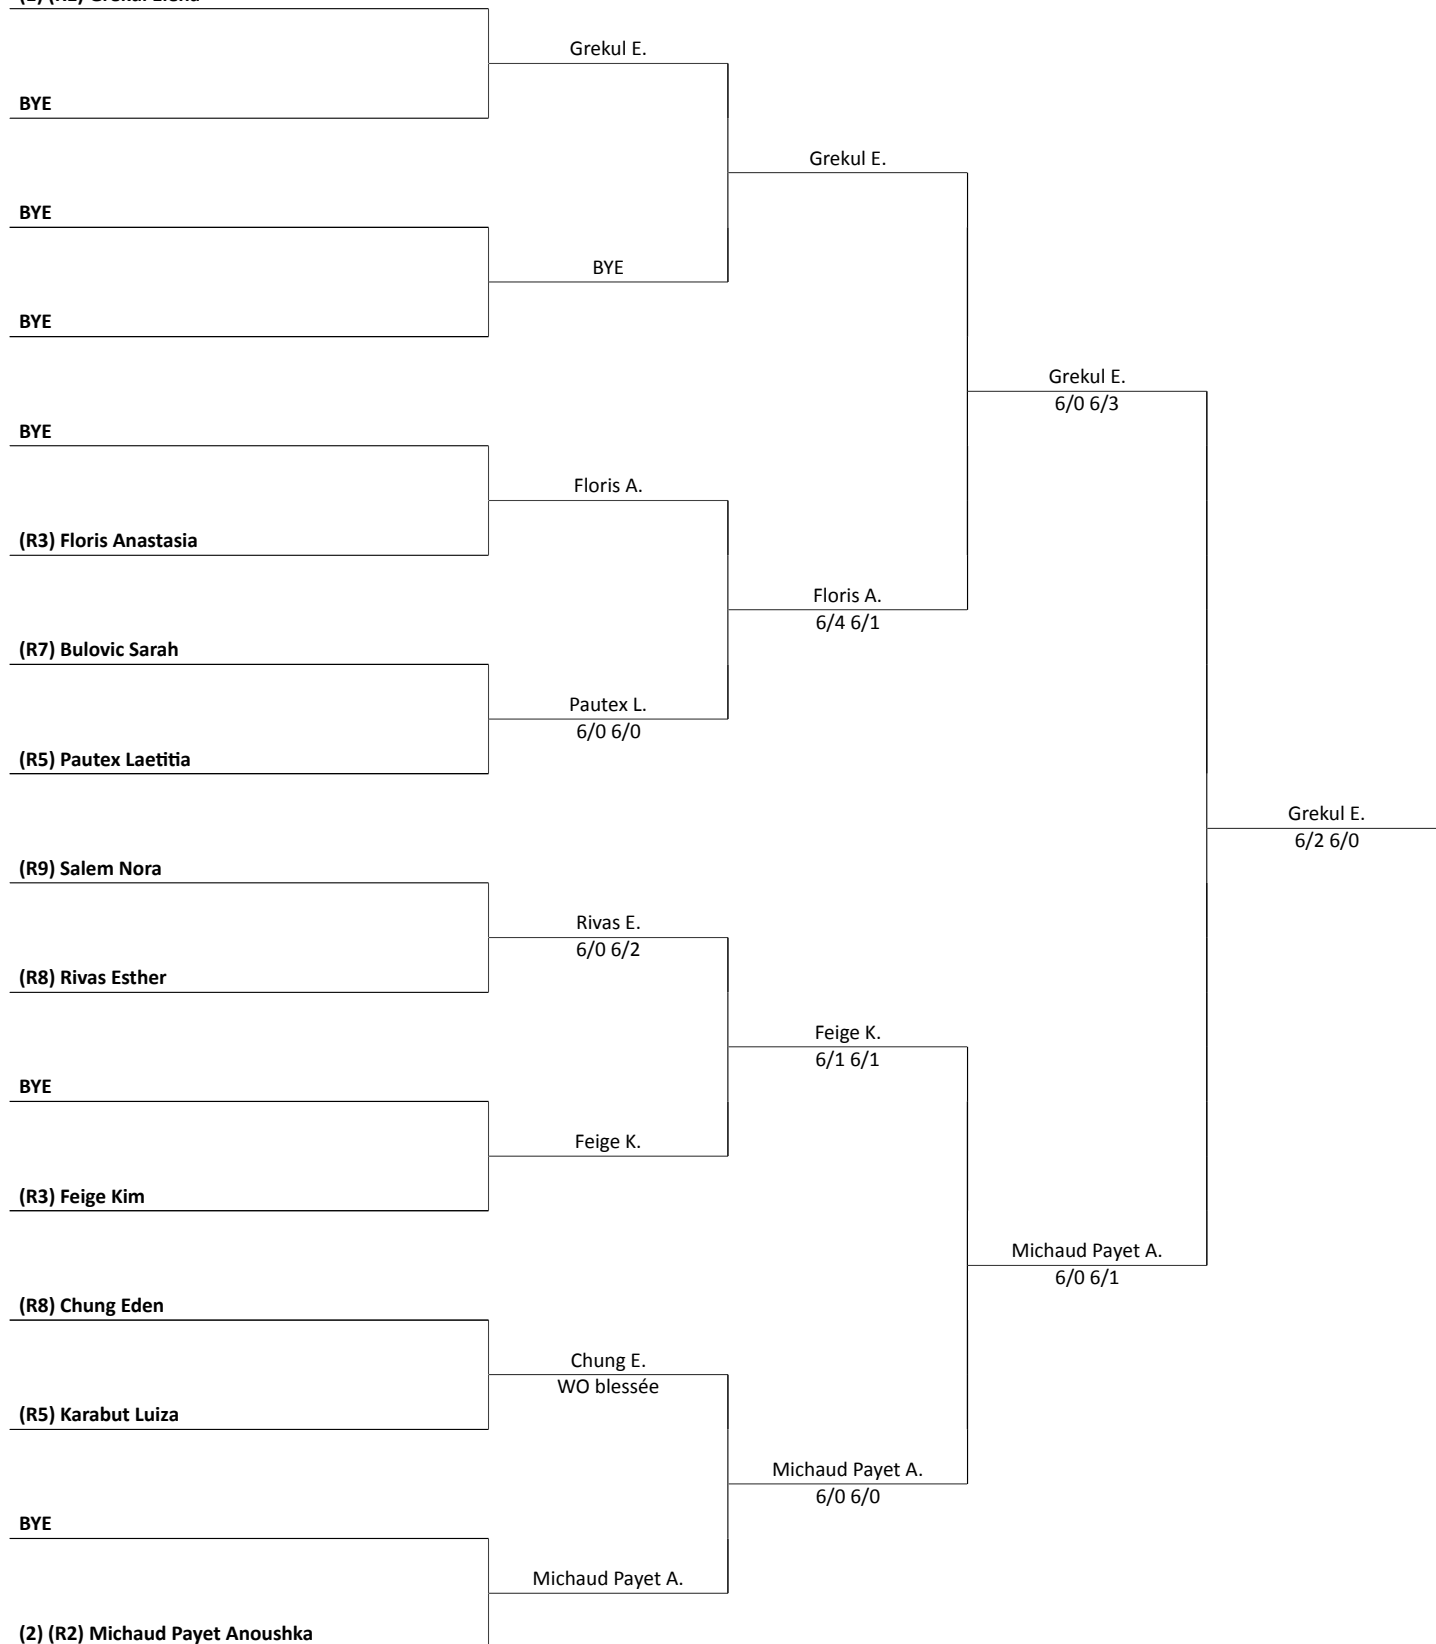 Grekul Elena
Grekul E.
BYE
Grekul E.
BYE
BYE
BYE
Grekul E.
6/0 6/3
BYE
Floris A.
(R3) Floris Anastasia
Floris A.
6/4 6/1
(R7) Bulovic Sarah
Pautex L.
6/0 6/0
(R5) Pautex Laetitia
Grekul E.
6/2 6/0
(R9) Salem Nora
Rivas E.
6/0 6/2
(R8) Rivas Esther
Feige K.
6/1 6/1
BYE
Feige K.
(R3) Feige Kim
Michaud Payet A.
6/0 6/1
(R8) Chung Eden
Chung E.
WO blessée
(R5) Karabut Luiza
Michaud Payet A.
6/0 6/0
BYE
Michaud Payet A.
(2) (R2) Michaud Payet Anoushka